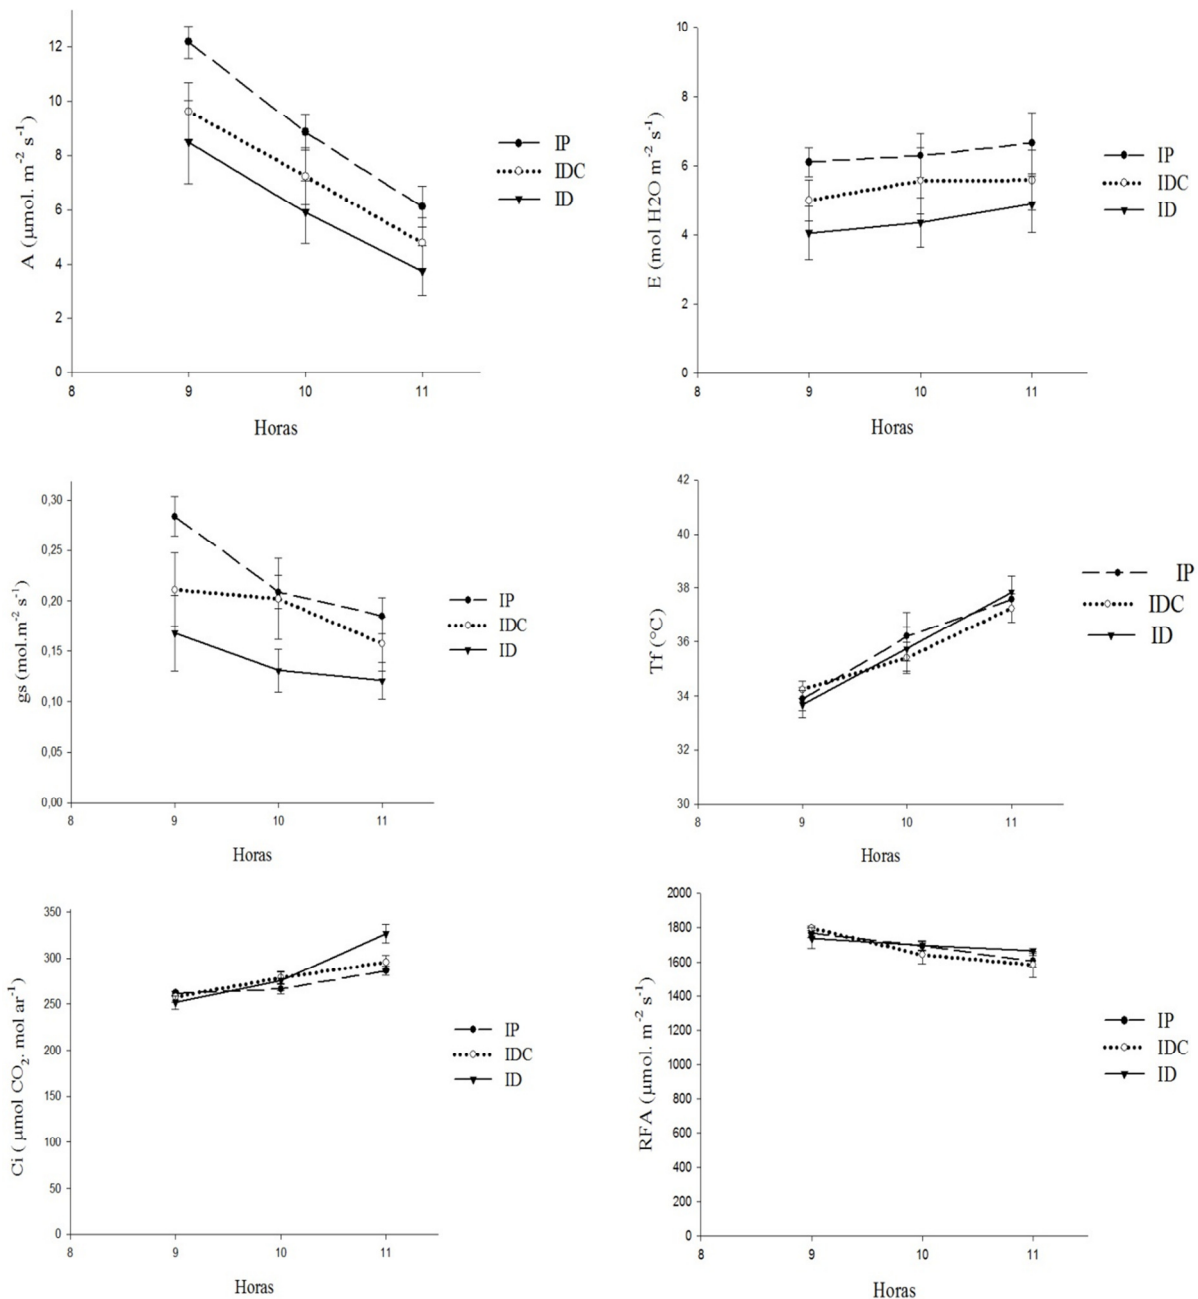 A (μmol. m⁻² s⁻¹)
12
10
8
6
4
2
0
8 9 10 11
Horas
IP
IDC
ID
E (mol H2O m⁻² s⁻¹)
10
8
6
4
2
0
8 9 10 11
Horas
IP
IDC
ID
gs (mol.m⁻² s⁻¹)
0,30
0,25
0,20
0,15
0,10
0,05
0,00
8 9 10 11
Horas
IP
IDC
ID
Tf (°C)
42
40
38
36
34
32
30
8 9 10 11
Horas
IP
IDC
ID
Ci ( μmol CO₂. mol ar⁻¹)
350
300
250
200
150
100
50
0
8 9 10 11
Horas
IP
IDC
ID
RFA (μmol. m⁻² s⁻¹)
2000
1800
1600
1400
1200
1000
800
600
400
200
0
8 9 10 11
Horas
IP
IDC
ID